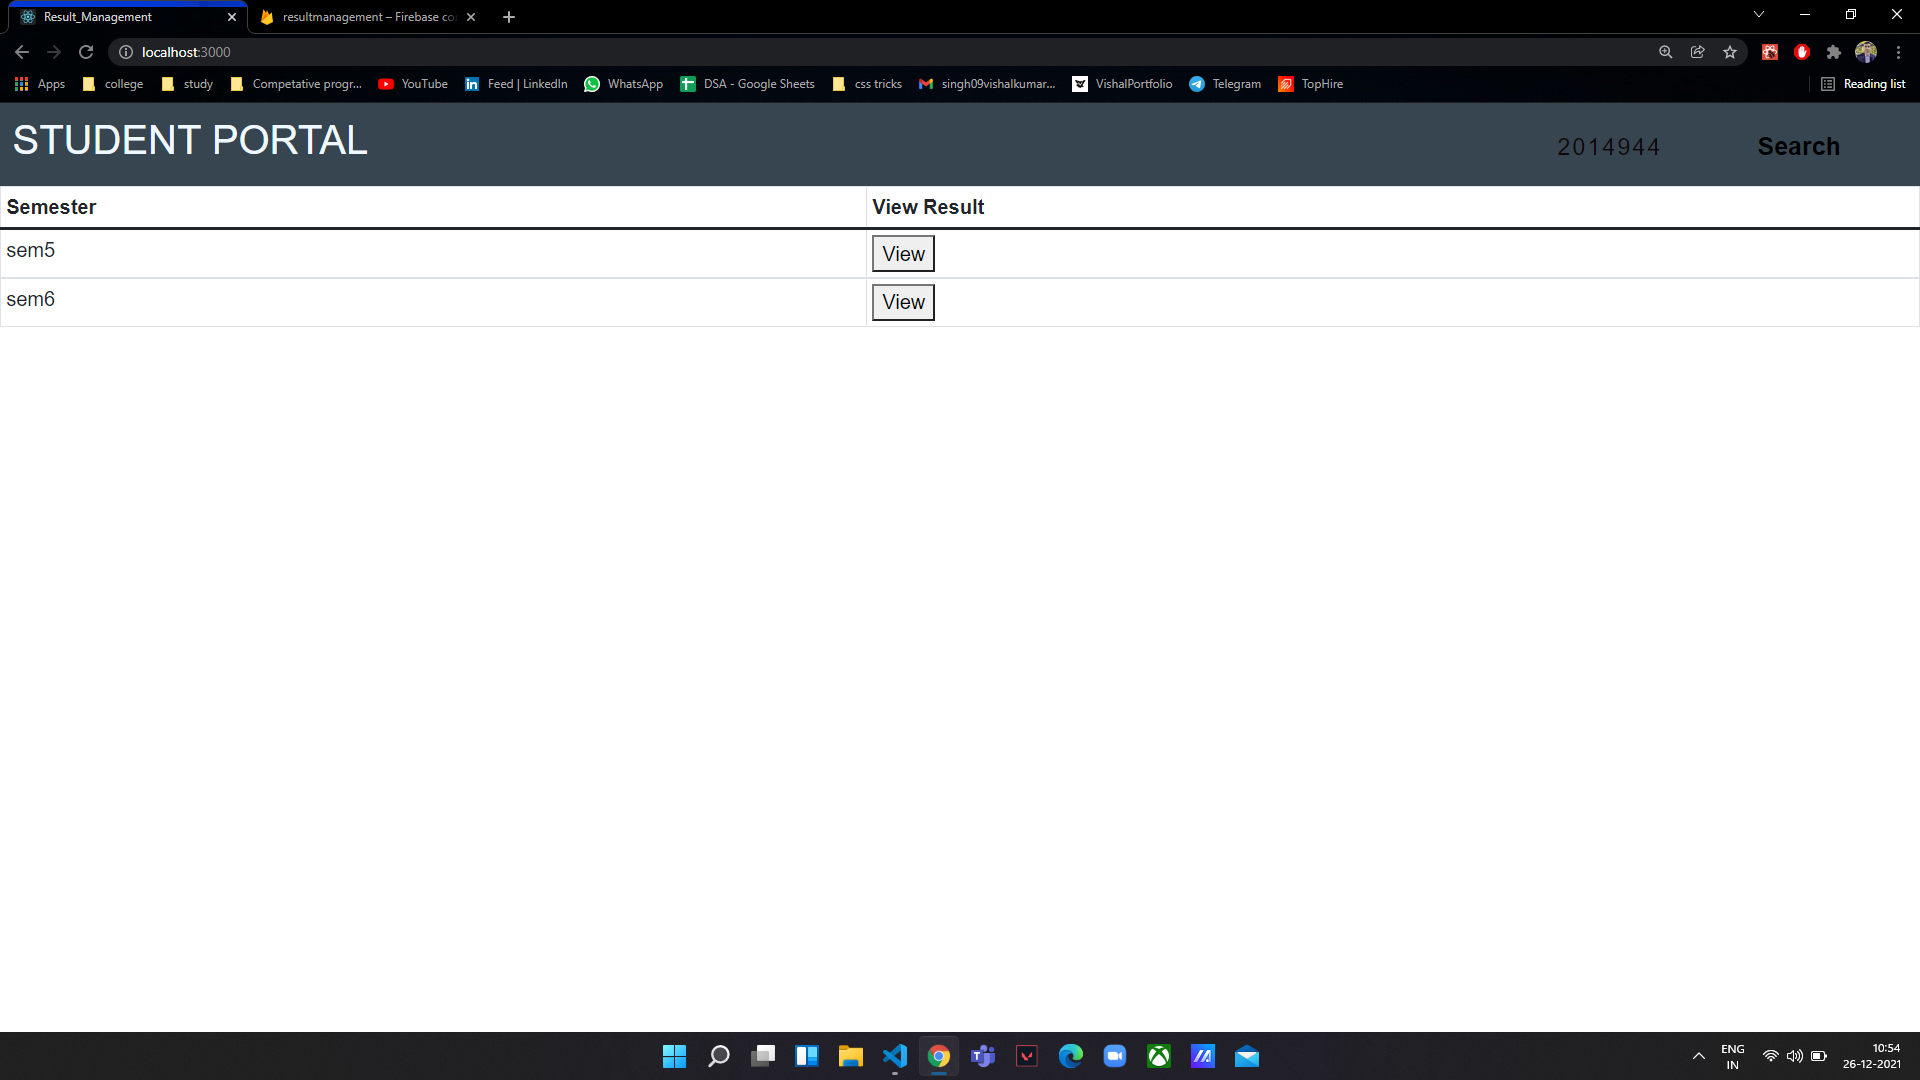 Result_Management
resultmanagement – Firebase co
localhost:3000
Apps college study Competative progr... YouTube Feed | LinkedIn WhatsApp DSA - Google Sheets css tricks singh09vishalkumar... VishalPortfolio Telegram TopHire Reading list
STUDENT PORTAL 2014944 Search
Semester View Result
sem5 View
sem6 View
ENG 10:54
IN 26-12-2021